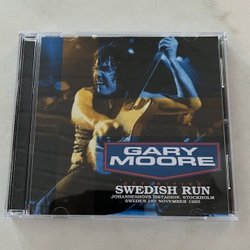 GARY
MOORE
SWEDISH RUN
JOHANNESHOVS ISSTADION, STOCKHOLM
SWEDEN 1ST NOVEMBER 1985